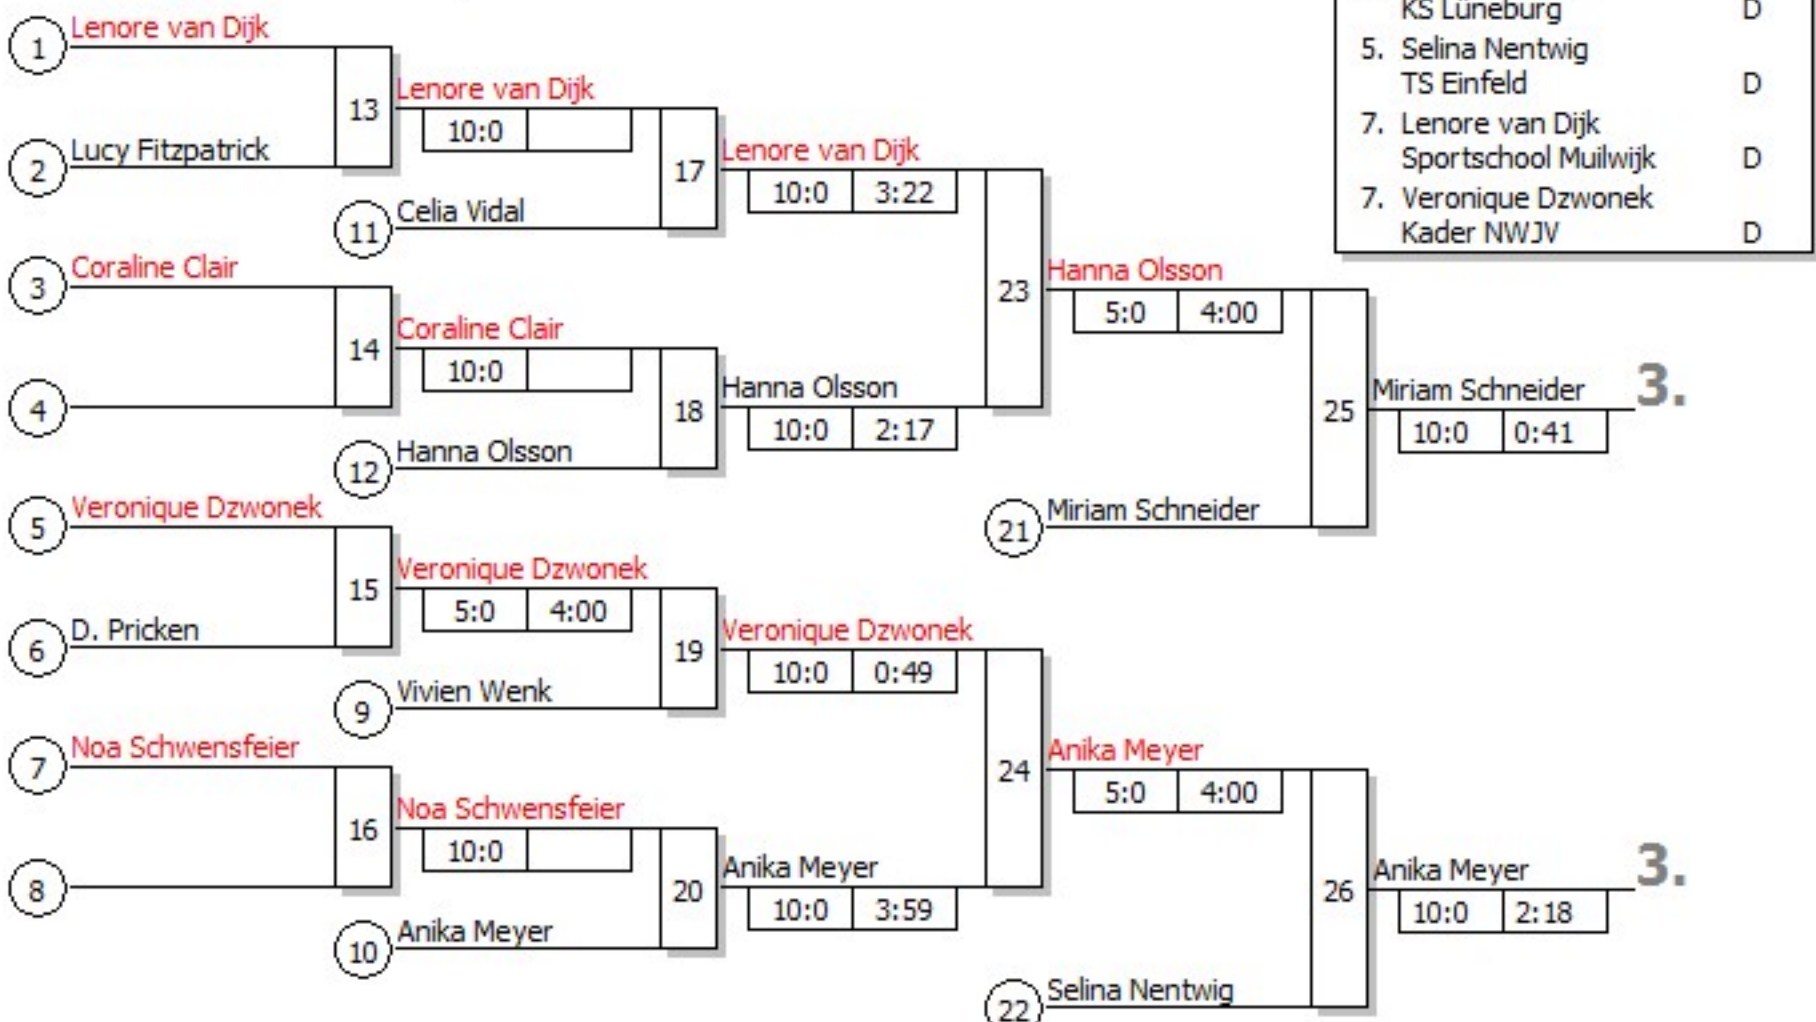 KS Lüneburg D
5. Selina Nentwig
TS Einfeld D
7. Lenore van Dijk
Sportschool Muilwijk D
7. Veronique Dzwonek
Kader NWJV D
1 Lenore van Dijk
2 Lucy Fitzpatrick
3 Coraline Clair
4
5 Veronique Dzwonek
6 D. Pricken
7 Noa Schwensfeier
8
13 Lenore van Dijk
10:0
11 Celia Vidal
14 Coraline Clair
10:0
12 Hanna Olsson
15 Veronique Dzwonek
5:0 4:00
9 Vivien Wenk
16 Noa Schwensfeier
10:0
10 Anika Meyer
17 Lenore van Dijk
10:0 3:22
18 Hanna Olsson
10:0 2:17
19 Veronique Dzwonek
10:0 0:49
20 Anika Meyer
10:0 3:59
23 Hanna Olsson
5:0 4:00
21 Miriam Schneider
24 Anika Meyer
5:0 4:00
22 Selina Nentwig
25 Miriam Schneider 3.
10:0 0:41
26 Anika Meyer 3.
10:0 2:18